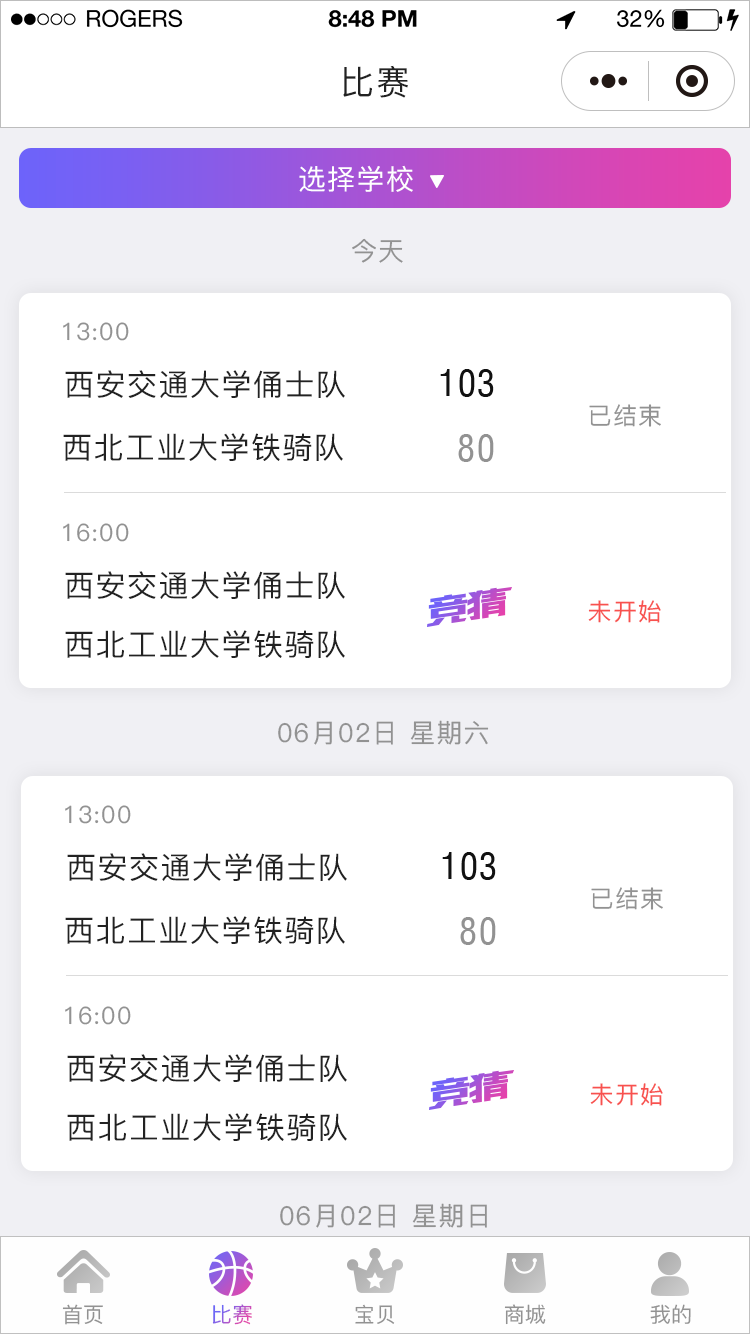 ROGERS 8:48 PM 32%
比赛
选择学校 ▼
今天
13:00
西安交通大学俑士队 103
已结束
西北工业大学铁骑队 80
16:00
西安交通大学俑士队
竞猜 未开始
西北工业大学铁骑队
06月02日 星期六
13:00
西安交通大学俑士队 103
已结束
西北工业大学铁骑队 80
16:00
西安交通大学俑士队
竞猜 未开始
西北工业大学铁骑队
06月02日 星期日
首页 比赛 宝贝 商城 我的